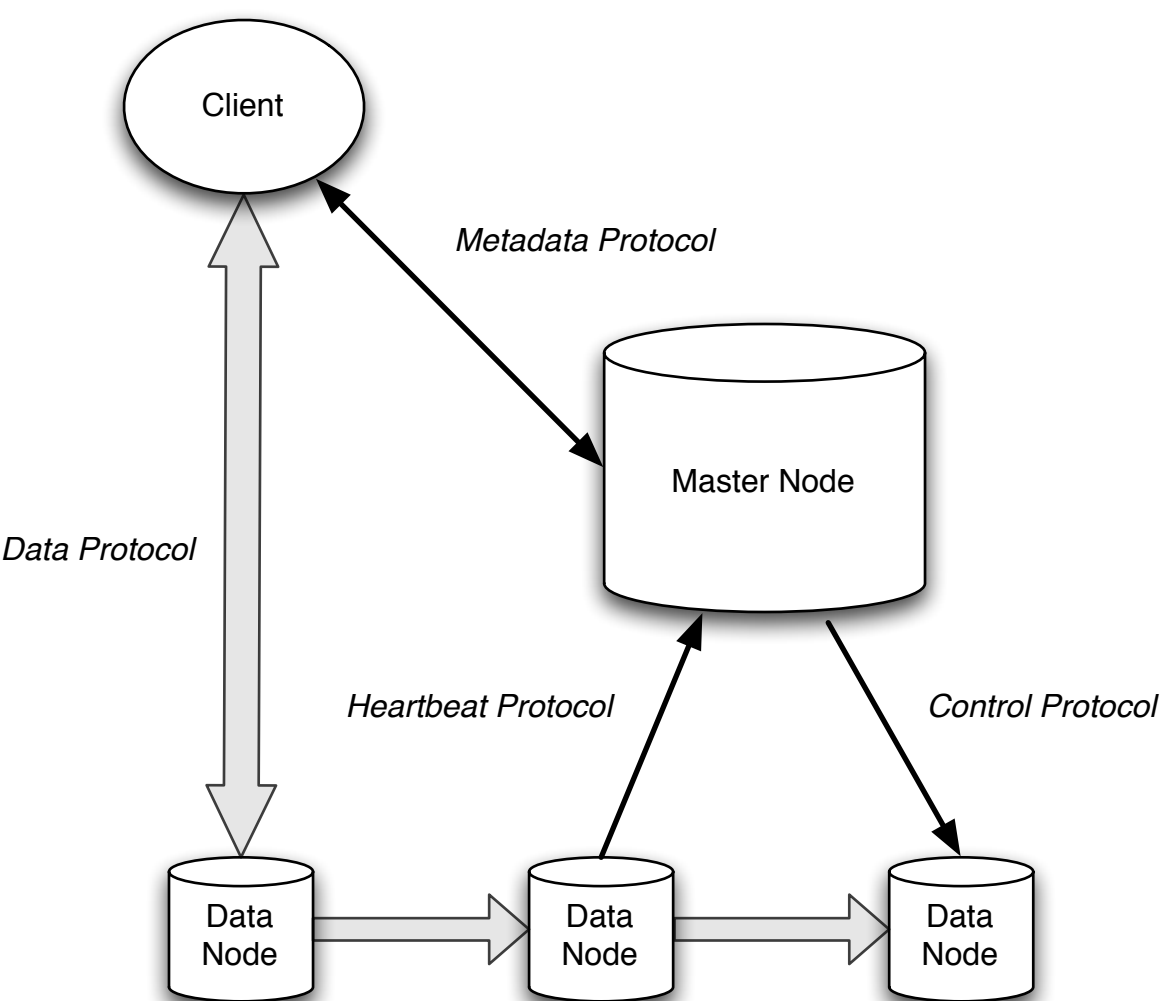 Client
Metadata Protocol
Master Node
Data Protocol
Heartbeat Protocol
Control Protocol
Data
Node
Data
Node
Data
Node